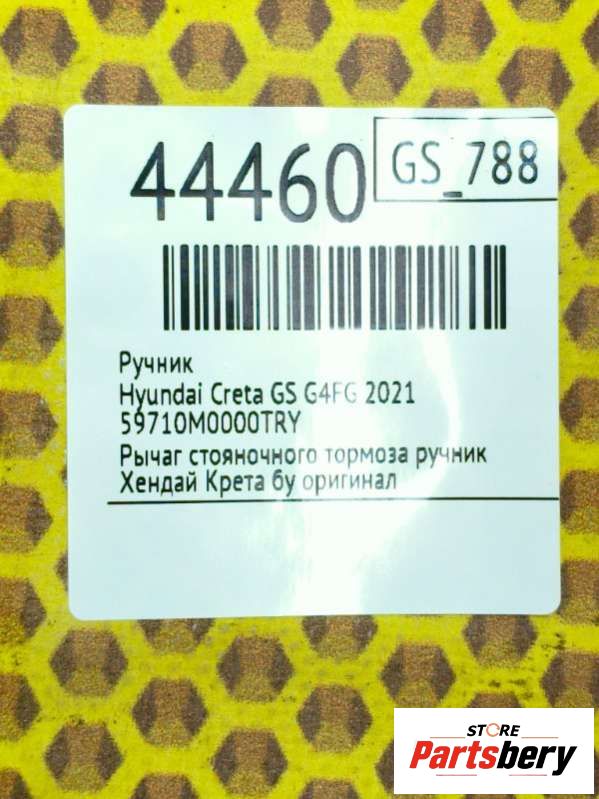 44460
GS_788
Ручник
Hyundai Creta GS G4FG 2021
59710M0000TRY
Рычаг стояночного тормоза ручник
Хендай Крета бу оригинал
STORE
Partsbery